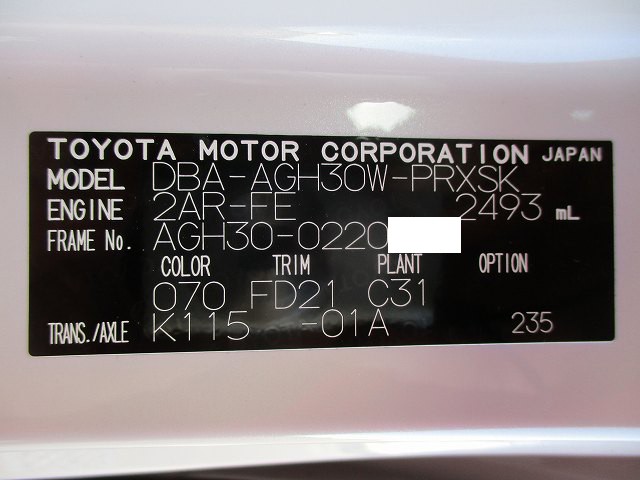 TOYOTA MOTOR CORPORATION JAPAN
MODEL DBA-AGH30W-PRXSK
ENGINE 2AR-FE 2493 mL
FRAME No. AGH30-0220
COLOR TRIM PLANT OPTION
070 FD21 C31
TRANS./AXLE K115 -01A 235